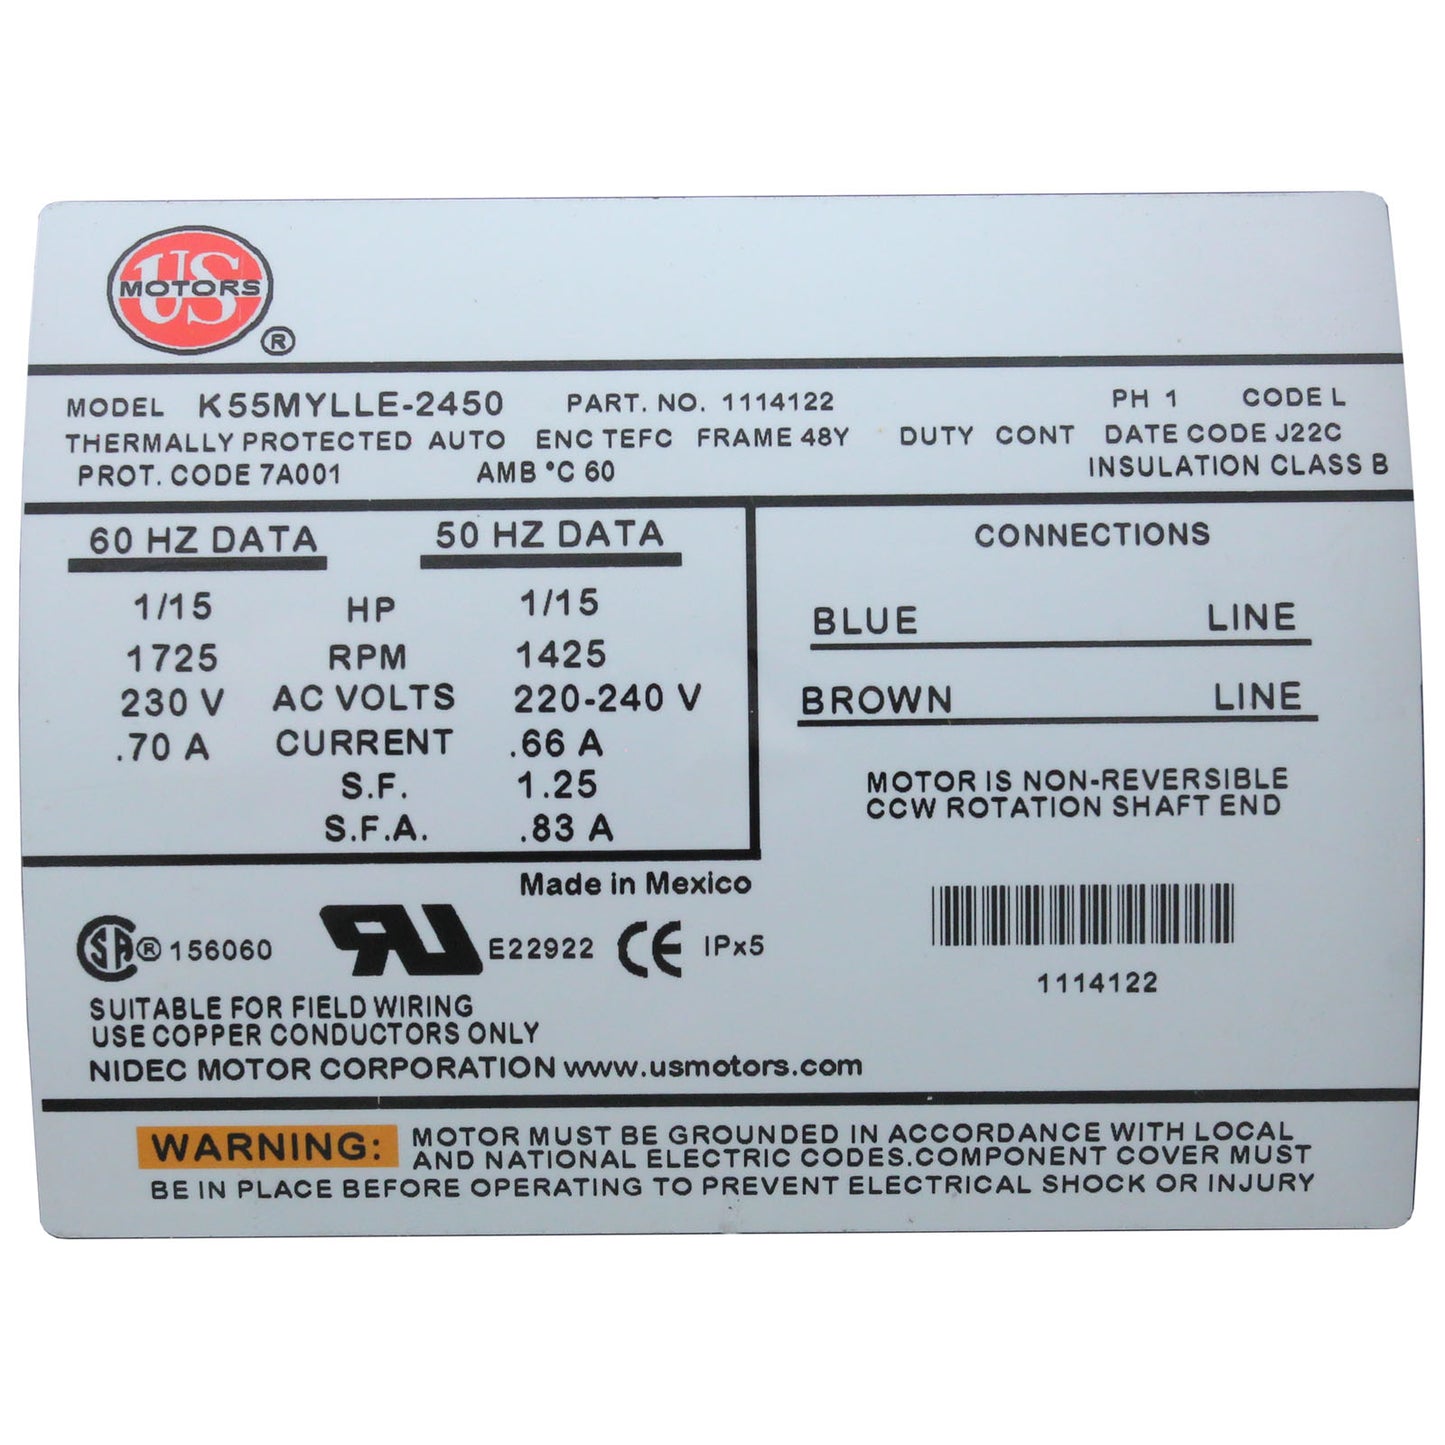 US
MOTORS
®
MODEL K55MYLLE-2450 PART. NO. 1114122 PH 1 CODE L
THERMALLY PROTECTED AUTO ENC TEFC FRAME 48Y DUTY CONT DATE CODE J22C
PROT. CODE 7A001 AMB °C 60 INSULATION CLASS B
60 HZ DATA 50 HZ DATA
1/15 HP 1/15
1725 RPM 1425
230 V AC VOLTS 220-240 V
.70 A CURRENT .66 A
S.F. 1.25
S.F.A. .83 A
CONNECTIONS
BLUE LINE
BROWN LINE
MOTOR IS NON-REVERSIBLE
CCW ROTATION SHAFT END
1114122
Made in Mexico
SA ® 156060 RU E22922 CE IPx5
SUITABLE FOR FIELD WIRING
USE COPPER CONDUCTORS ONLY
NIDEC MOTOR CORPORATION www.usmotors.com
WARNING: MOTOR MUST BE GROUNDED IN ACCORDANCE WITH LOCAL
AND NATIONAL ELECTRIC CODES.COMPONENT COVER MUST
BE IN PLACE BEFORE OPERATING TO PREVENT ELECTRICAL SHOCK OR INJURY